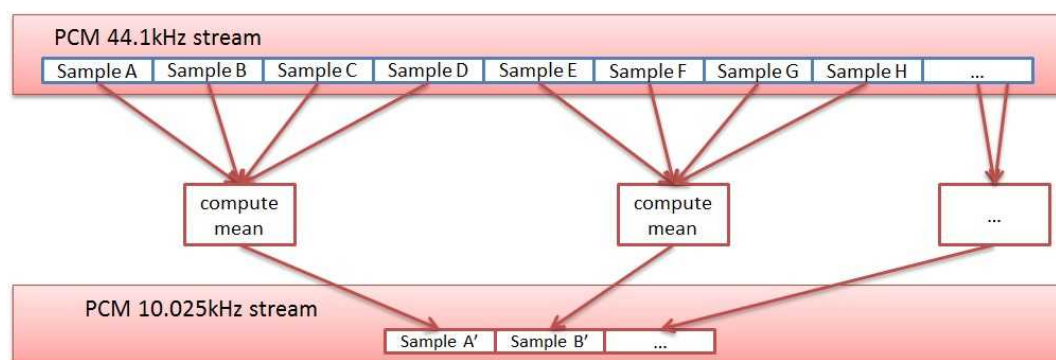 PCM 44.1kHz stream
Sample A Sample B Sample C Sample D Sample E Sample F Sample G Sample H ...
compute
mean
compute
mean
...
PCM 10.025kHz stream
Sample A’ Sample B’ ...